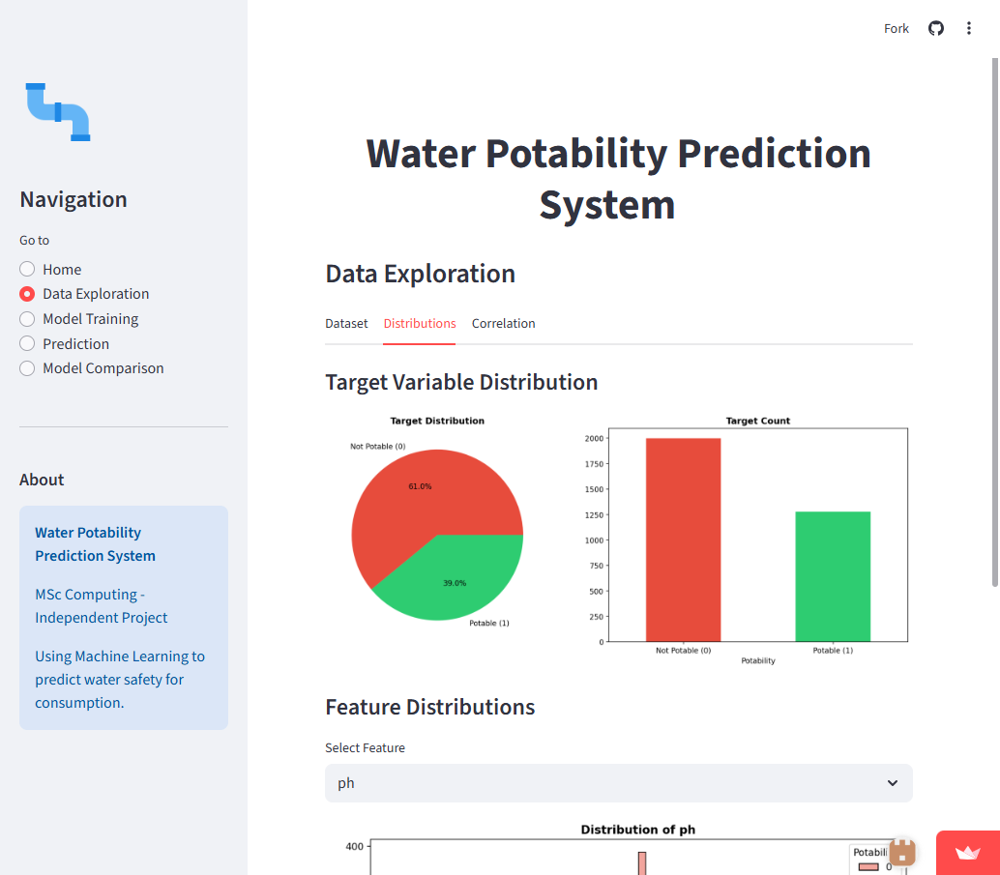 Fork
Navigation
Go to
Home
Data Exploration
Model Training
Prediction
Model Comparison
About
Water Potability
Prediction System
MSc Computing -
Independent Project
Using Machine Learning to
predict water safety for
consumption.
Water Potability Prediction
System
Data Exploration
Dataset Distributions Correlation
Target Variable Distribution
Target Distribution
Not Potable (0)
61.0%
39.0%
Potable (1)
Target Count
2000
1750
1500
1250
1000
750
500
250
0
Not Potable (0) Potable (1)
Potability
Feature Distributions
Select Feature
ph
Distribution of ph
400
Potabili
0